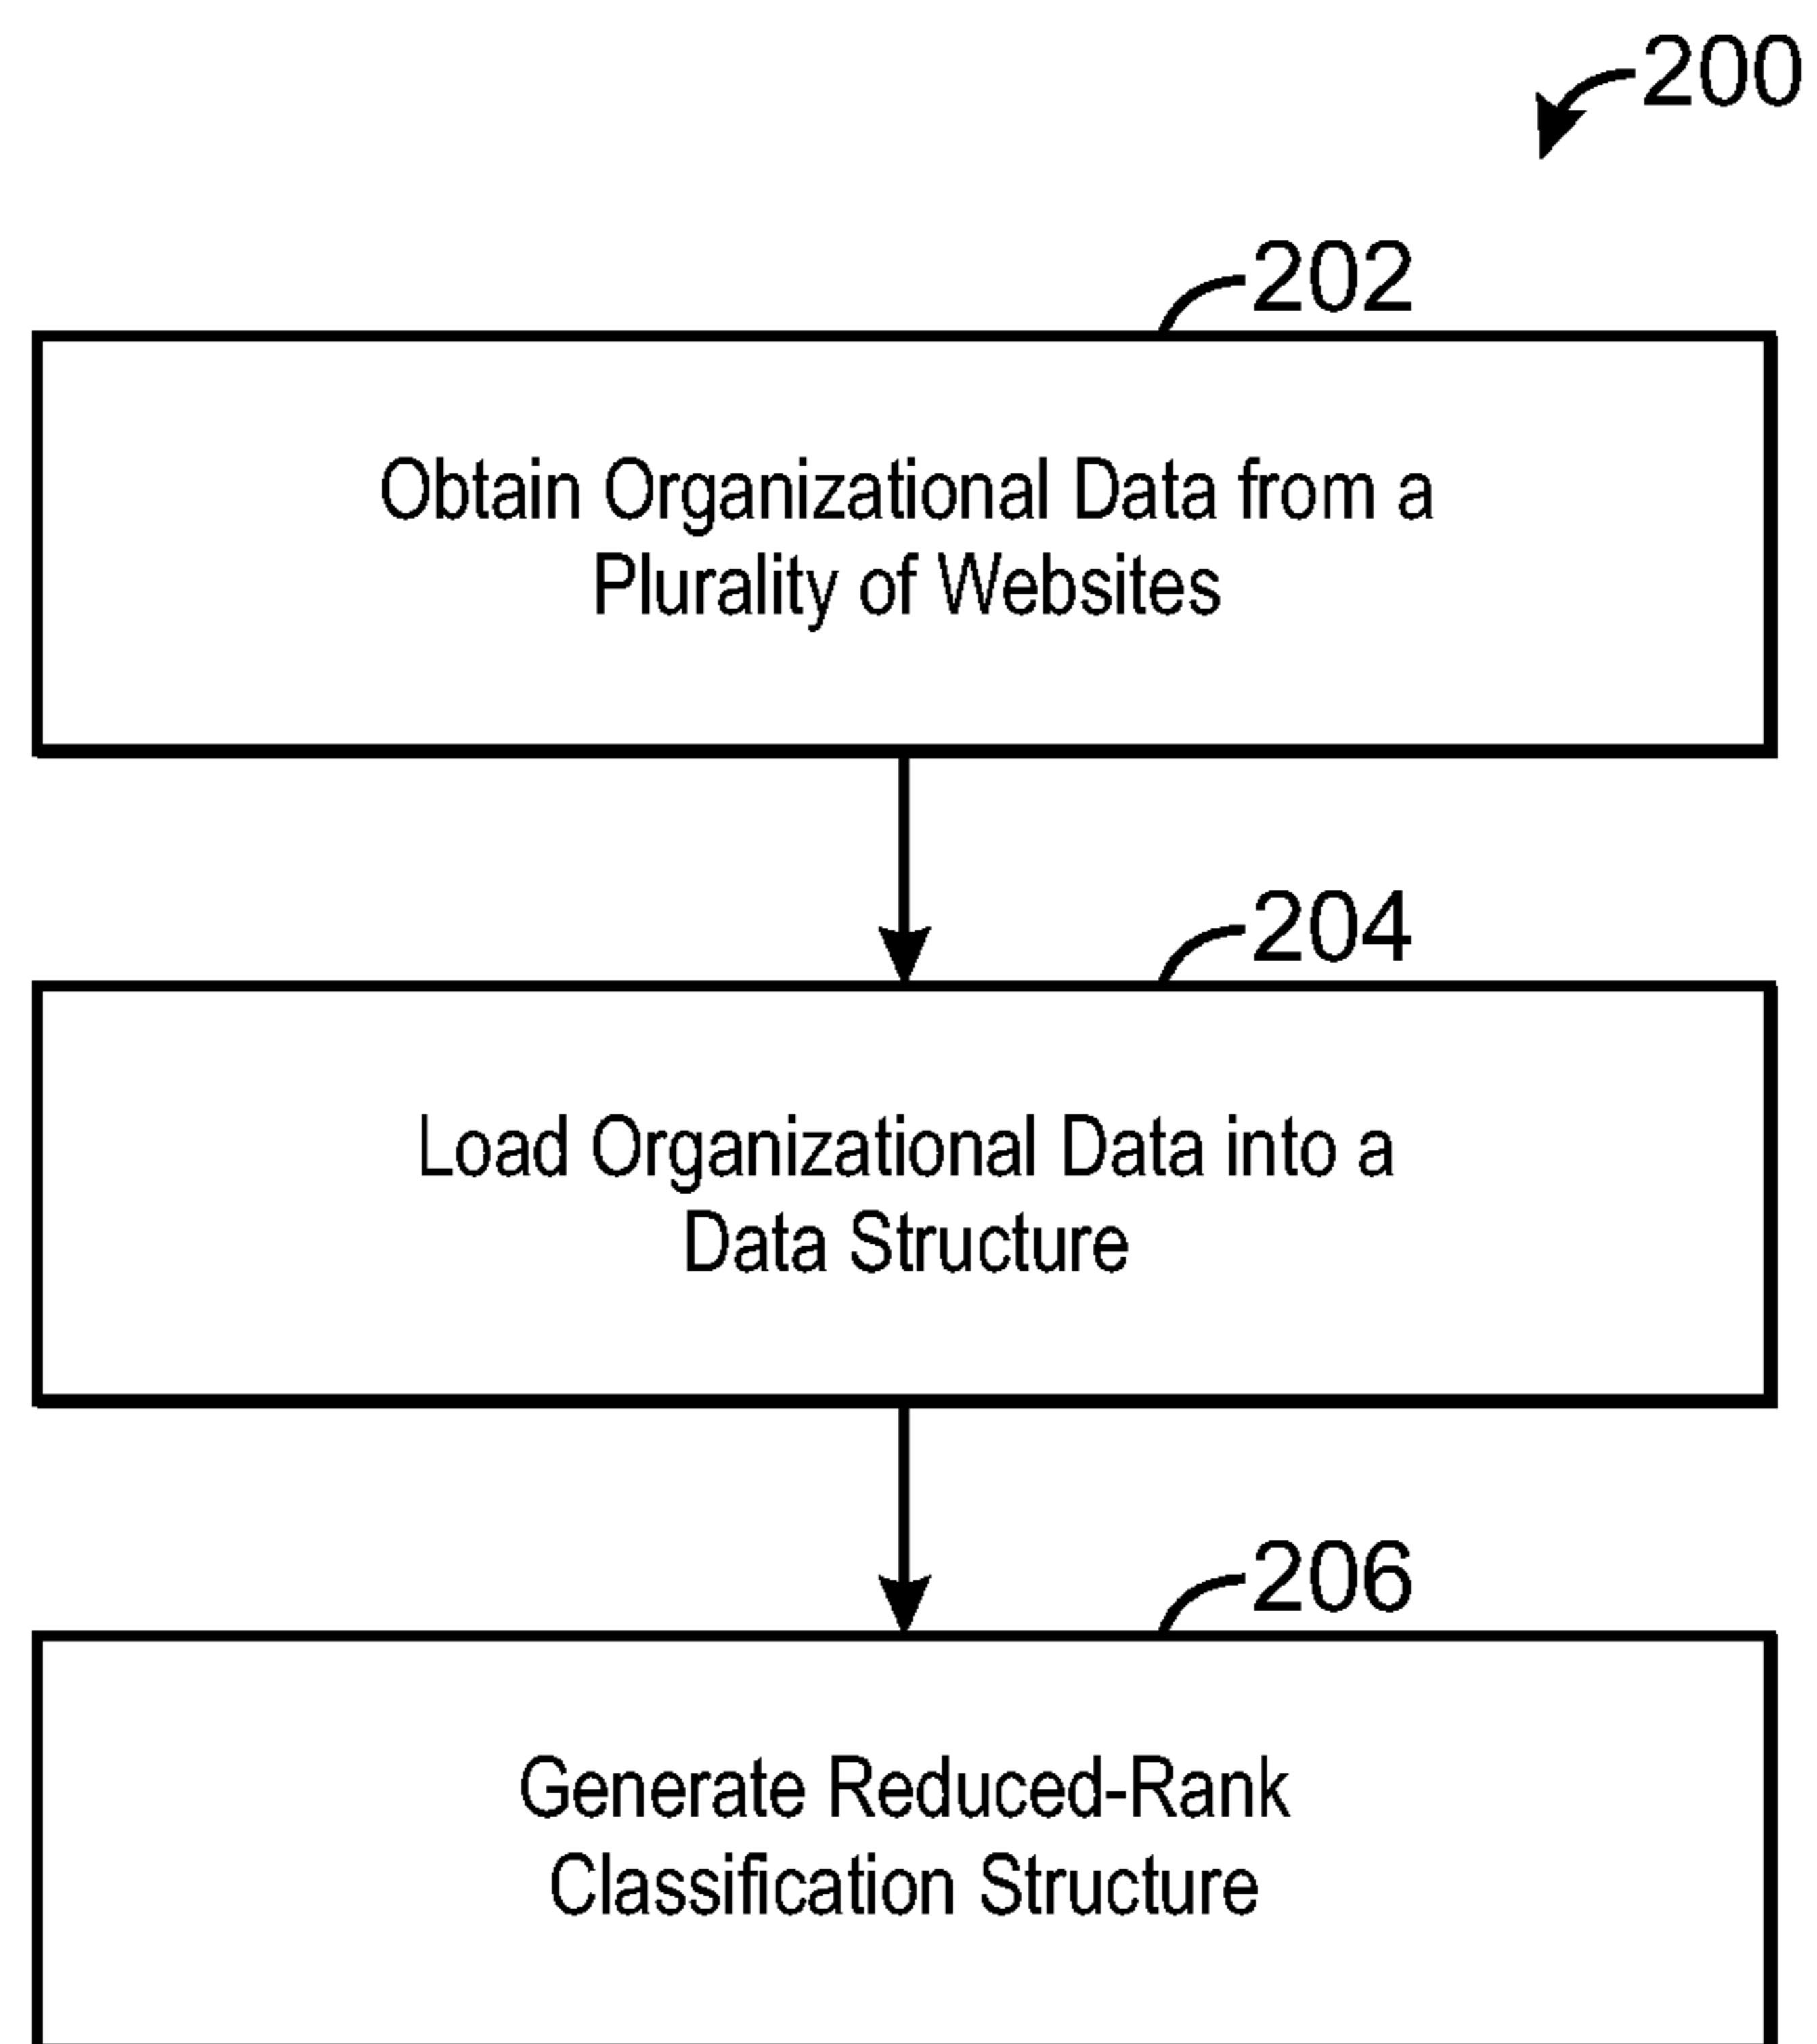 200
202
Obtain Organizational Data from a
Plurality of Websites
204
Load Organizational Data into a
Data Structure
206
Generate Reduced-Rank
Classification Structure